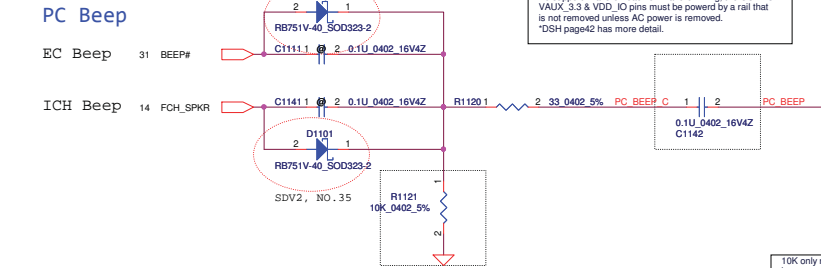 PC Beep
2 1
RB751V-40_SOD323-2
VAUX_3.3 & VDD_IO pins must be powerd by a rail that
is not removed unless AC power is removed.
*DSH page42 has more detail.
EC Beep 31 BEEP# C1111 1 @ 2 0.1U_0402_16V4Z
ICH Beep 14 FCH_SPKR C1141 1 @ 2 0.1U_0402_16V4Z R1120 1 2 33_0402_5% PC_BEEP_C 1 2 PC_BEEP
0.1U_0402_16V4Z
C1142
D1101
2 1
RB751V-40_SOD323-2
SDV2, NO.35
1
R1121
10K_0402_5%
2
10K only